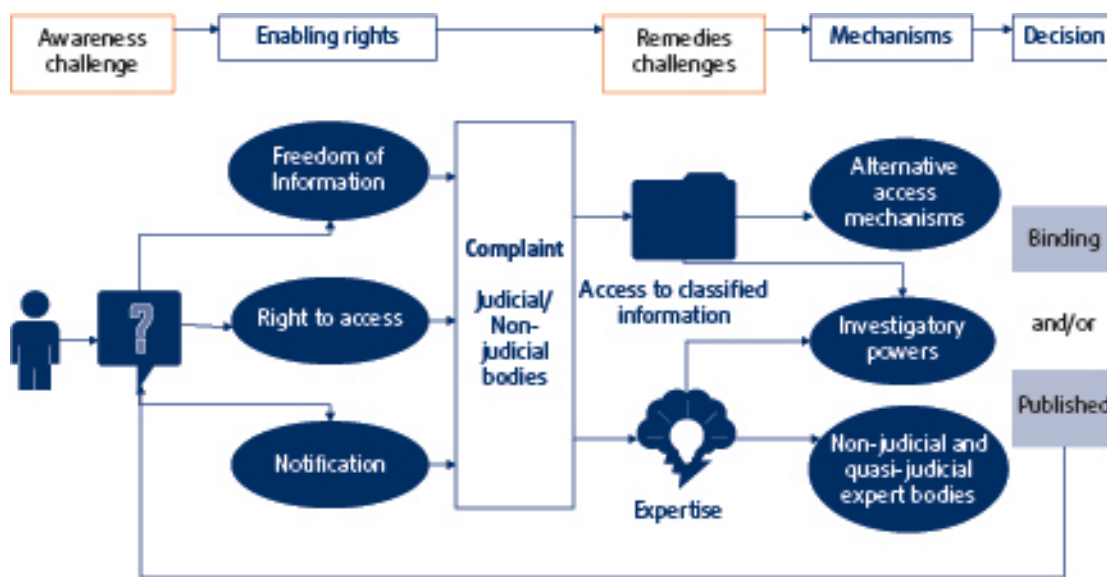 Awareness
challenge
Enabling rights
Remedies
challenges
Mechanisms
Decision
Freedom of
Information
Right to access
Notification
?
Complaint
Judicial/
Non-
judicial
bodies
Access to classified
information
Expertise
Alternative
access
mechanisms
Investigatory
powers
Non-judicial and
quasi-judicial
expert bodies
Binding
and/or
Published